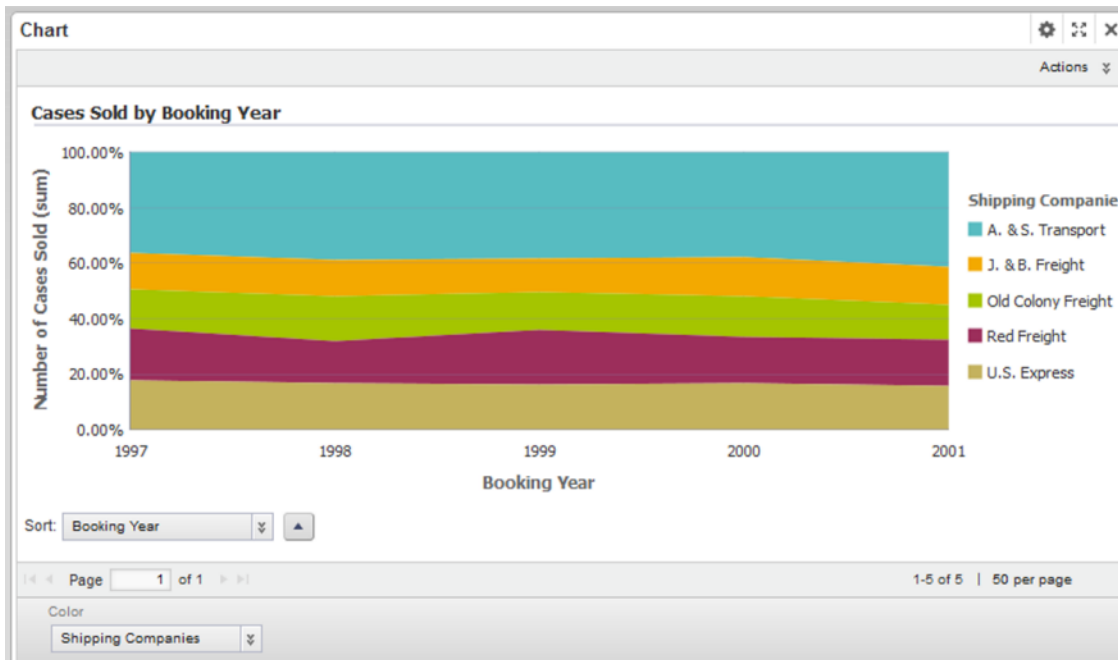 Chart
Actions
Cases Sold by Booking Year
Number of Cases Sold (sum)
100.00%
80.00%
60.00%
40.00%
20.00%
0.00%
1997 1998 1999 2000 2001
Booking Year
Shipping Companie
A. & S. Transport
J. & B. Freight
Old Colony Freight
Red Freight
U.S. Express
Sort: Booking Year
Page 1 of 1 1-5 of 5 | 50 per page
Color
Shipping Companies